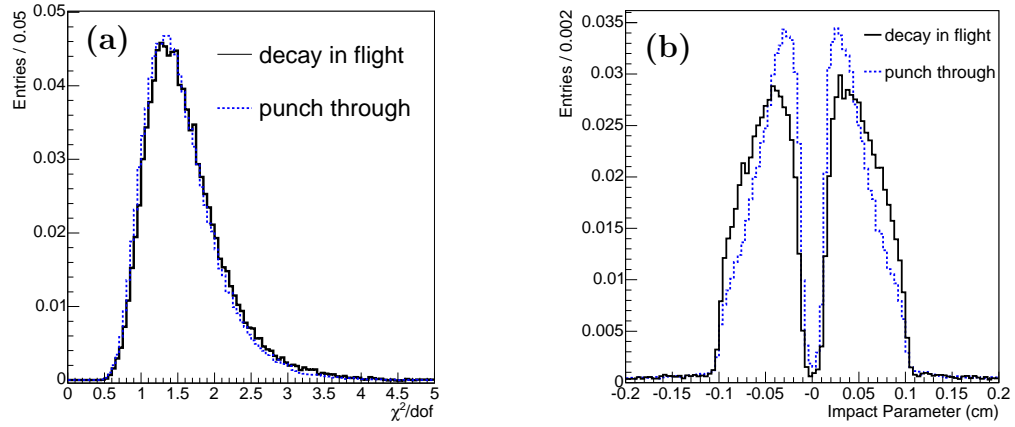 (a)
decay in flight
punch through
Entries / 0.05
0.05
0.04
0.03
0.02
0.01
0
0 0.5 1 1.5 2 2.5 3 3.5 4 4.5 5
χ²/dof
(b)
decay in flight
punch through
Entries / 0.002
0.035
0.03
0.025
0.02
0.015
0.01
0.005
0
-0.2 -0.15 -0.1 -0.05 -0 0.05 0.1 0.15 0.2
Impact Parameter (cm)